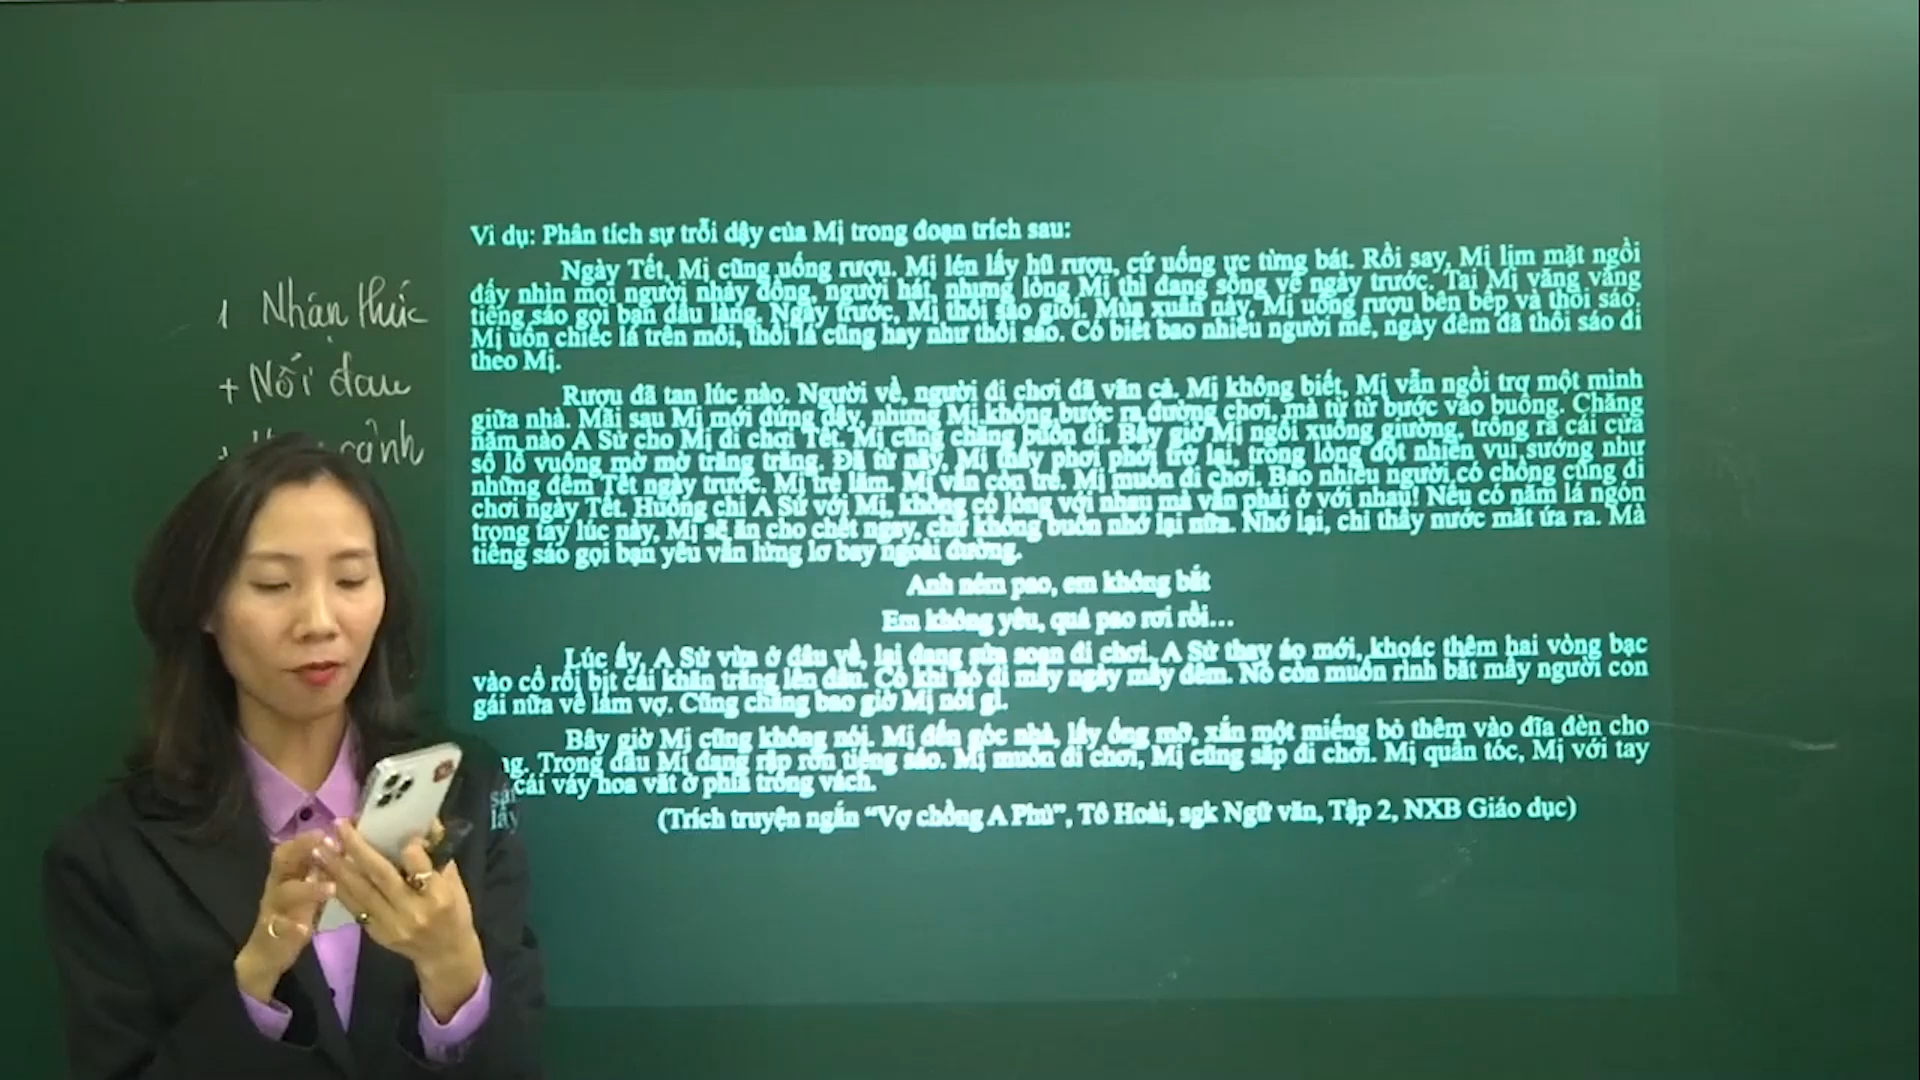 1 Nhận thức
+ Nỗi đau
cảnh
Ví dụ: Phân tích sự trỗi dậy của Mị trong đoạn trích sau:
Ngày Tết, Mị cũng uống rượu. Mị lén lấy hũ rượu, cứ uống ực từng bát. Rồi say, Mị lịm mặt ngồi
đấy nhìn mọi người nhảy đồng, người hát, nhưng lòng Mị thì đang sống về ngày trước. Tai Mị văng vẳng
tiếng sáo gọi bạn đầu làng. Ngày trước, Mị thổi sáo giỏi. Mùa xuân này, Mị uống rượu bên bếp và thổi sáo.
Mị uốn chiếc lá trên môi, thổi lá cũng hay như thổi sáo. Có biết bao nhiêu người mê, ngày đêm đã thổi sáo đi
theo Mị.
Rượu đã tan lúc nào. Người về, người đi chơi đã vãn cả. Mị không biết, Mị vẫn ngồi trơ một mình
giữa nhà. Mãi sau Mị mới đứng dậy, nhưng Mị không bước ra đường chơi, mà từ từ bước vào buồng. Chẳng
năm nào A Sử cho Mị đi chơi Tết. Mị cũng chẳng buồn đi. Bây giờ Mị ngồi xuống giường, trông ra cái cửa
sổ lỗ vuông mờ mờ trăng trắng. Đã từ nãy, Mị thấy phơi phới trở lại, trong lòng đột nhiên vui sướng như
những đêm Tết ngày trước. Mị trẻ lắm. Mị vẫn còn trẻ. Mị muốn đi chơi. Bao nhiêu người có chồng cũng đi
chơi ngày Tết. Huống chi A Sử với Mị, không có lòng với nhau mà vẫn phải ở với nhau! Nếu có nắm lá ngón
trong tay lúc này, Mị sẽ ăn cho chết ngay, chứ không buồn nhớ lại nữa. Nhớ lại, chỉ thấy nước mắt ứa ra. Mà
tiếng sáo gọi bạn yêu vẫn lửng lơ bay ngoài đường.
Anh ném pao, em không bắt
Em không yêu, quả pao rơi rồi...
Lúc ấy, A Sử vừa ở đâu về, lại đang sửa soạn đi chơi. A Sử thay áo mới, khoác thêm hai vòng bạc
vào cổ rồi bịt cái khăn trắng lên đầu. Có khi nó đi mấy ngày mấy đêm. Nó còn muốn rình bắt mấy người con
gái nữa về làm vợ. Cũng chẳng bao giờ Mị nói gì.
Bây giờ Mị cũng không nói. Mị đến góc nhà, lấy ống mỡ, xắn một miếng bỏ thêm vào đĩa đèn cho
ng. Trong đầu Mị đang rập rờn tiếng sáo. Mị muốn đi chơi, Mị cũng sắp đi chơi. Mị quấn tóc, Mị với tay
lấy cái váy hoa vắt ở phía trong vách.
(Trích truyện ngắn “Vợ chồng A Phủ”, Tô Hoài, sgk Ngữ văn, Tập 2, NXB Giáo dục)